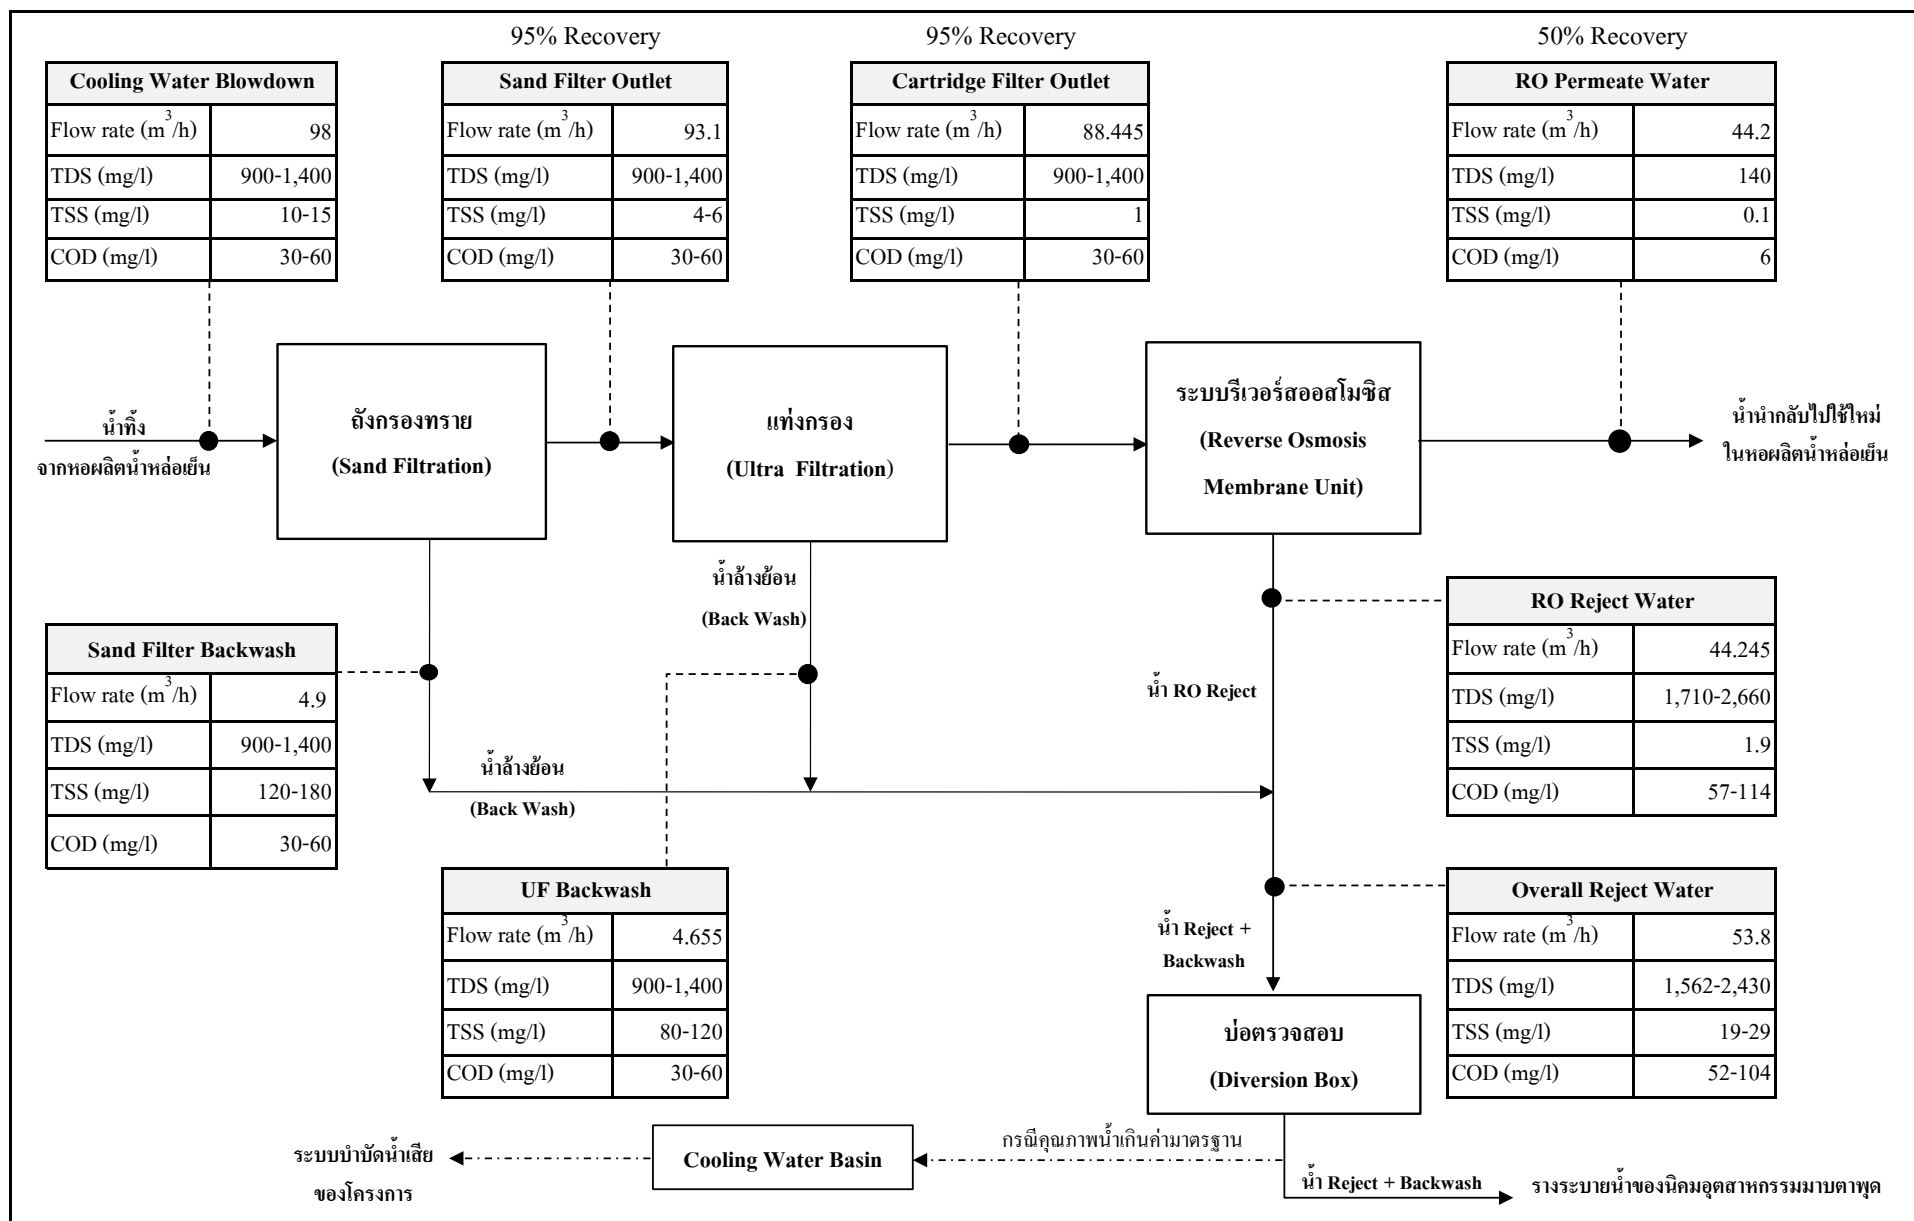 95% Recovery
95% Recovery
50% Recovery
Cooling Water Blowdown
Flow rate (m³/h) 98
TDS (mg/l) 900-1,400
TSS (mg/l) 10-15
COD (mg/l) 30-60
Sand Filter Outlet
Flow rate (m³/h) 93.1
TDS (mg/l) 900-1,400
TSS (mg/l) 4-6
COD (mg/l) 30-60
Cartridge Filter Outlet
Flow rate (m³/h) 88.445
TDS (mg/l) 900-1,400
TSS (mg/l) 1
COD (mg/l) 30-60
RO Permeate Water
Flow rate (m³/h) 44.2
TDS (mg/l) 140
TSS (mg/l) 0.1
COD (mg/l) 6
น้ำทิ้ง
จากหอผลิตน้ำหล่อเย็น
ถังกรองทราย
(Sand Filtration)
แท่งกรอง
(Ultra Filtration)
ระบบรีเวอร์สออสโมซิส
(Reverse Osmosis
Membrane Unit)
น้ำนำกลับไปใช้ใหม่
ในหอผลิตน้ำหล่อเย็น
น้ำล้างย้อน
(Back Wash)
Sand Filter Backwash
Flow rate (m³/h) 4.9
TDS (mg/l) 900-1,400
TSS (mg/l) 120-180
COD (mg/l) 30-60
น้ำ RO Reject
RO Reject Water
Flow rate (m³/h) 44.245
TDS (mg/l) 1,710-2,660
TSS (mg/l) 1.9
COD (mg/l) 57-114
น้ำล้างย้อน
(Back Wash)
UF Backwash
Flow rate (m³/h) 4.655
TDS (mg/l) 900-1,400
TSS (mg/l) 80-120
COD (mg/l) 30-60
น้ำ Reject +
Backwash
Overall Reject Water
Flow rate (m³/h) 53.8
TDS (mg/l) 1,562-2,430
TSS (mg/l) 19-29
COD (mg/l) 52-104
บ่อตรวจสอบ
(Diversion Box)
กรณีคุณภาพน้ำเกินค่ามาตรฐาน
Cooling Water Basin
ระบบบำบัดน้ำเสีย
ของโครงการ
น้ำ Reject + Backwash
รางระบายน้ำของนิคมอุตสาหกรรมมาบตาพุด